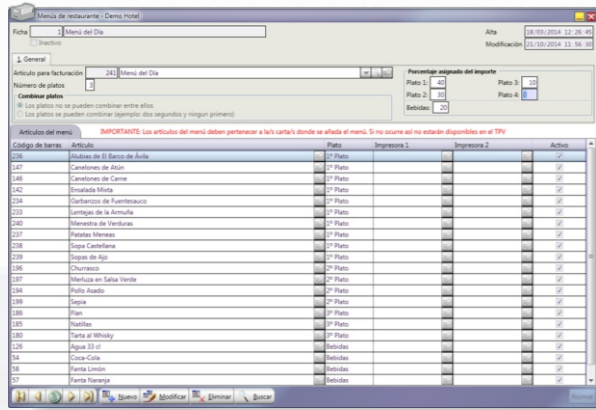 Menús de restaurante - Demo Hotel
Ficha 1 Menú del Día Alta 18/03/2014 12:26:45
Inactivo Modificación 21/10/2014 11:56:30
1. General
Artículo para facturación 241 Menú del Día
Número de platos 3
Porcentaje asignado del importe
Plato 1: 40 Plato 3: 10
Plato 2: 30 Plato 4: 0
Bebidas: 20
Combinar platos
Los platos no se pueden combinar entre ellos
Los platos se pueden combinar (ejemplo: dos segundos y ningun primero)
Artículos del menú IMPORTANTE: Los artículos del menú deben pertenecer a la/s carta/s donde se añada el menú. Si no ocurre así no estarán disponibles en el TPV
Código de barras Artículo Plato Impresora 1 Impresora 2 Activo
236 Alubias de El Barco de Ávila 1º Plato
147 Canelones de Atún 1º Plato
146 Canelones de Carne 1º Plato
142 Ensalada Mixta 1º Plato
234 Garbanzos de Fuentesauco 1º Plato
233 Lentejas de la Armuña 1º Plato
240 Menestra de Verduras 1º Plato
237 Patatas Meneas 1º Plato
238 Sopa Castellana 1º Plato
239 Sopas de Ajo 1º Plato
196 Churrasco 2º Plato
197 Merluza en Salsa Verde 2º Plato
194 Pollo Asado 2º Plato
199 Sepia 2º Plato
186 Flan 3º Plato
185 Natillas 3º Plato
180 Tarta al Whisky 3º Plato
126 Agua 33 cl Bebidas
54 Coca-Cola Bebidas
58 Fanta Limón Bebidas
57 Fanta Naranja Bebidas
Nuevo Modificar Eliminar Buscar Normal